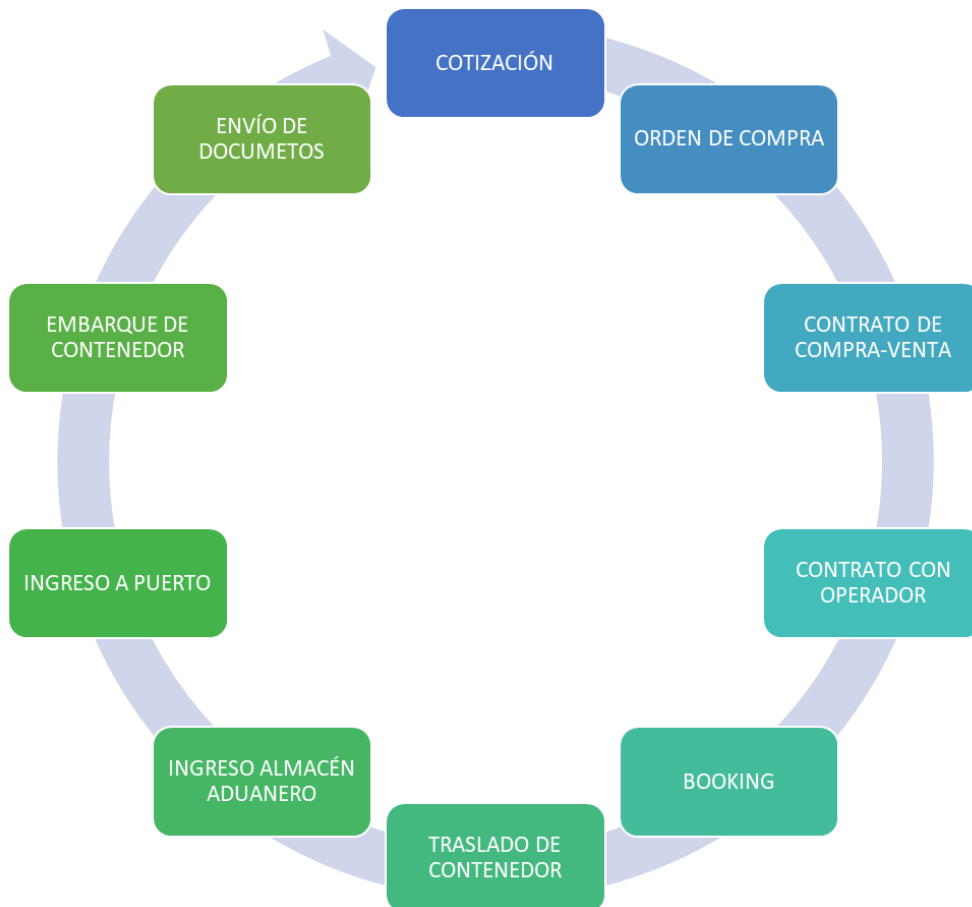 COTIZACIÓN
ORDEN DE COMPRA
CONTRATO DE
COMPRA-VENTA
CONTRATO CON
OPERADOR
BOOKING
TRASLADO DE
CONTENEDOR
INGRESO ALMACÉN
ADUANERO
INGRESO A PUERTO
EMBARQUE DE
CONTENEDOR
ENVÍO DE
DOCUMETOS